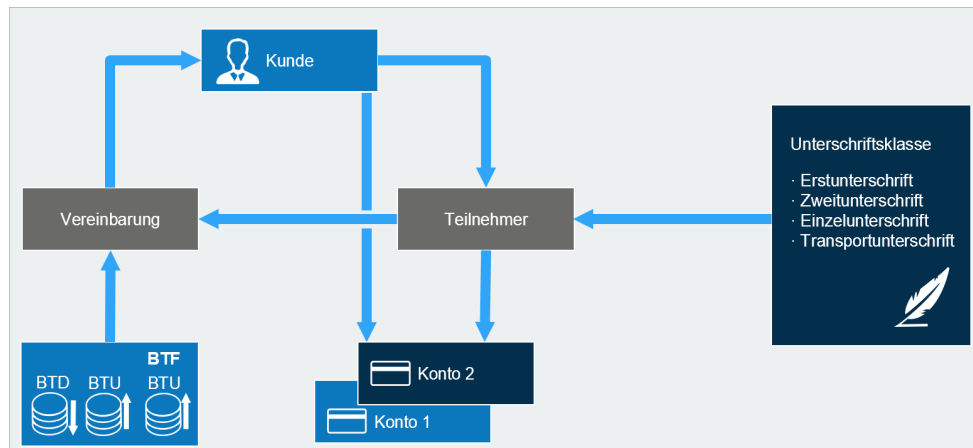 Kunde
Unterschriftsklasse
· Erstunterschrift
· Zweitunterschrift
· Einzelunterschrift
· Transportunterschrift
Vereinbarung
Teilnehmer
BTF
BTD
BTU
BTU
Konto 2
Konto 1